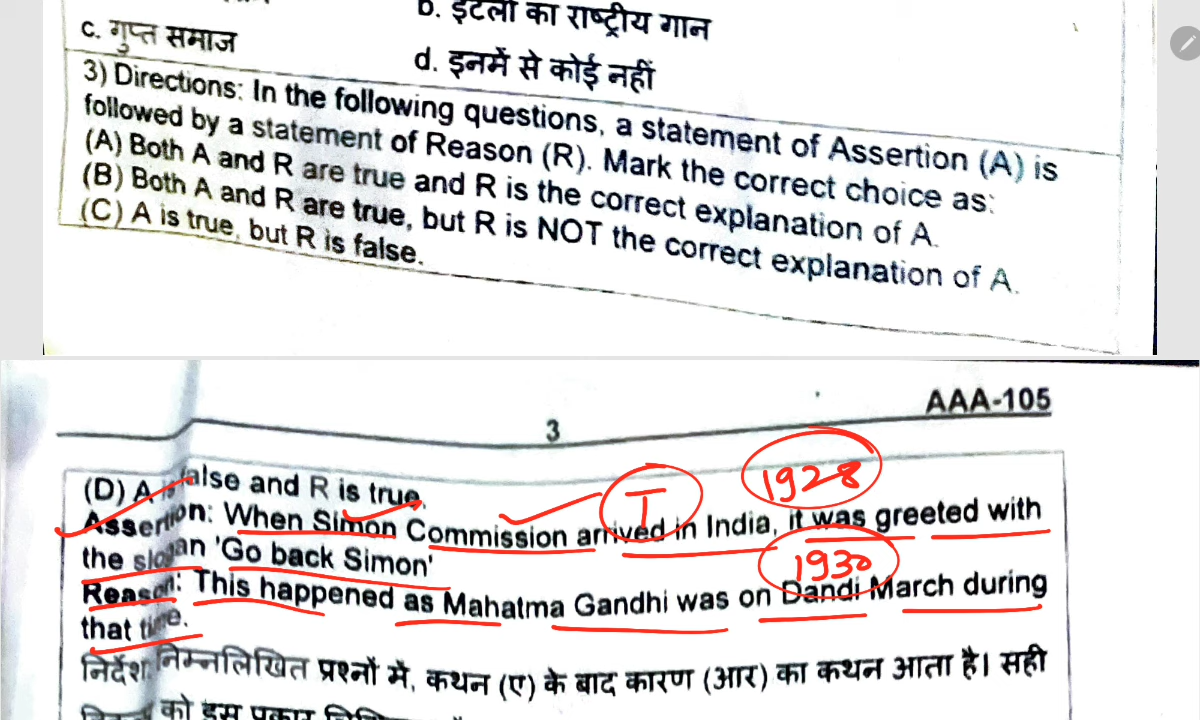 b. इटली का राष्ट्रीय गान
c. गुप्त समाज
d. इनमें से कोई नहीं
3) Directions: In the following questions, a statement of Assertion (A) is
followed by a statement of Reason (R). Mark the correct choice as:
(A) Both A and R are true and R is the correct explanation of A.
(B) Both A and R are true, but R is NOT the correct explanation of A.
(C) A is true, but R is false.
3
AAA-105
(D) A is false and R is true.
T
1928
Assertion: When Simon Commission arrived in India, it was greeted with
the slogan 'Go back Simon'
1930
Reason: This happened as Mahatma Gandhi was on Dandi March during
that time.
निर्देश: निम्नलिखित प्रश्नों में, कथन (ए) के बाद कारण (आर) का कथन आता है। सही
को इस प्रकार